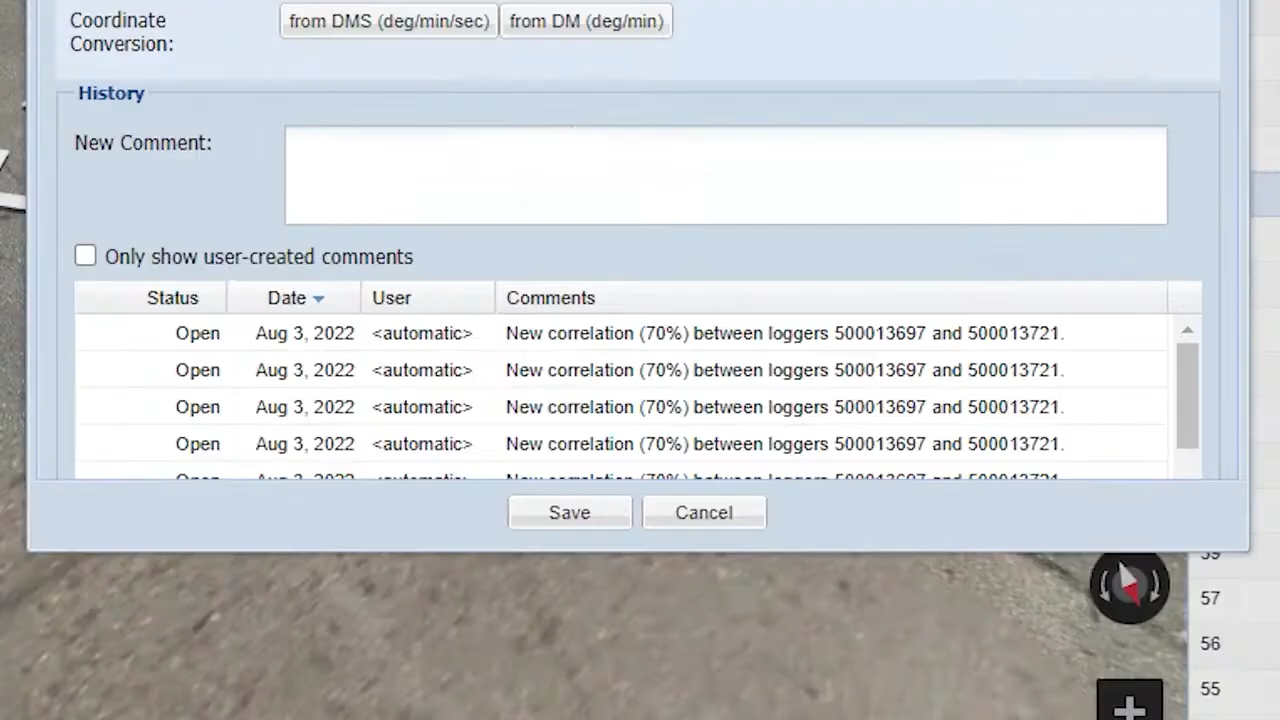 Coordinate
Conversion:
from DMS (deg/min/sec) from DM (deg/min)
History
New Comment:
Only show user-created comments
Status Date User Comments
Open Aug 3, 2022 <automatic> New correlation (70%) between loggers 500013697 and 500013721.
Open Aug 3, 2022 <automatic> New correlation (70%) between loggers 500013697 and 500013721.
Open Aug 3, 2022 <automatic> New correlation (70%) between loggers 500013697 and 500013721.
Open Aug 3, 2022 <automatic> New correlation (70%) between loggers 500013697 and 500013721.
Save Cancel
57
56
55